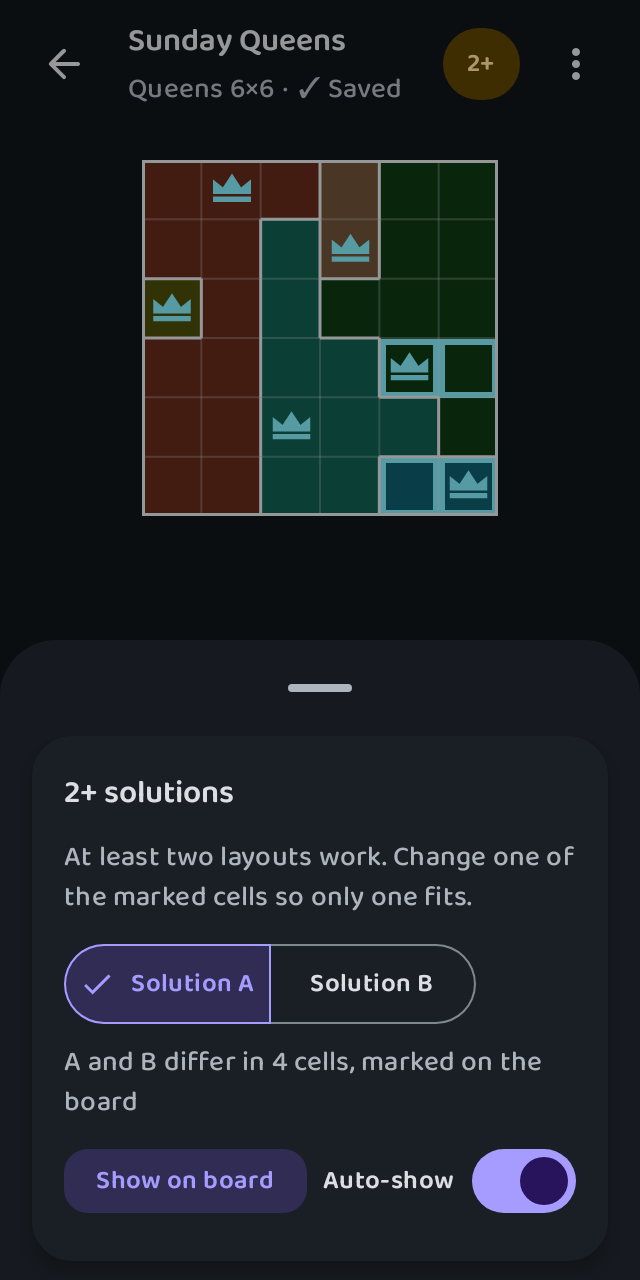 Sunday Queens
Queens 6×6 · ✓ Saved
2+
2+ solutions
At least two layouts work. Change one of
the marked cells so only one fits.
Solution A
Solution B
A and B differ in 4 cells, marked on the
board
Show on board
Auto-show